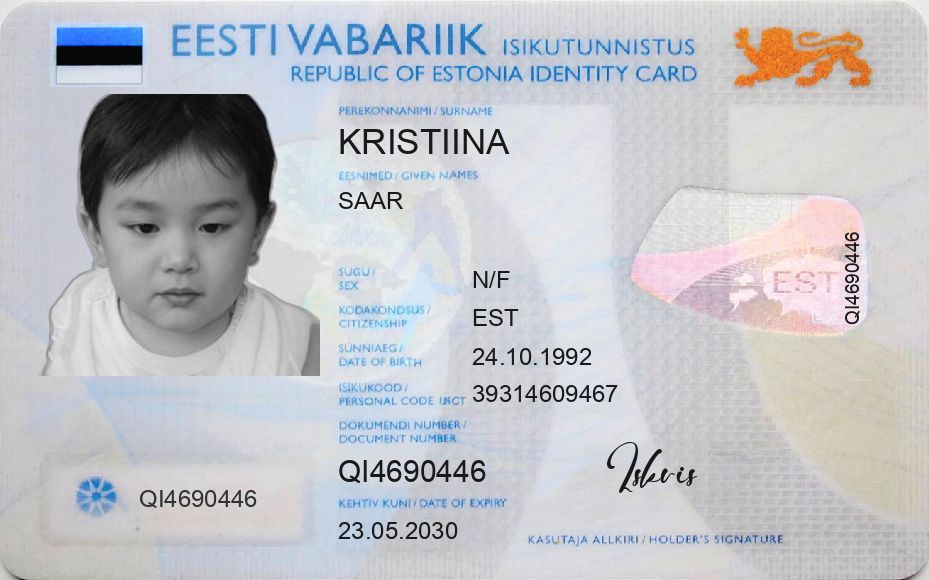 EESTI VABARIIK ISIKUTUNNISTUS
REPUBLIC OF ESTONIA IDENTITY CARD
PEREKONNANIMI / SURNAME
KRISTIINA
EESNIMED / GIVEN NAMES
SAAR
SUGU /
SEX
N/F
KODAKONDSUS /
CITIZENSHIP
EST
SÜNNIAEG /
DATE OF BIRTH
24.10.1992
ISIKUKOOD /
PERSONAL CODE
39314609467
DOKUMENDI NUMBER /
DOCUMENT NUMBER
QI4690446
QI4690446
KEHTIV KUNI / DATE OF EXPIRY
23.05.2030
KASUTAJA ALLKIRI / HOLDER'S SIGNATURE
EST
QI4690446